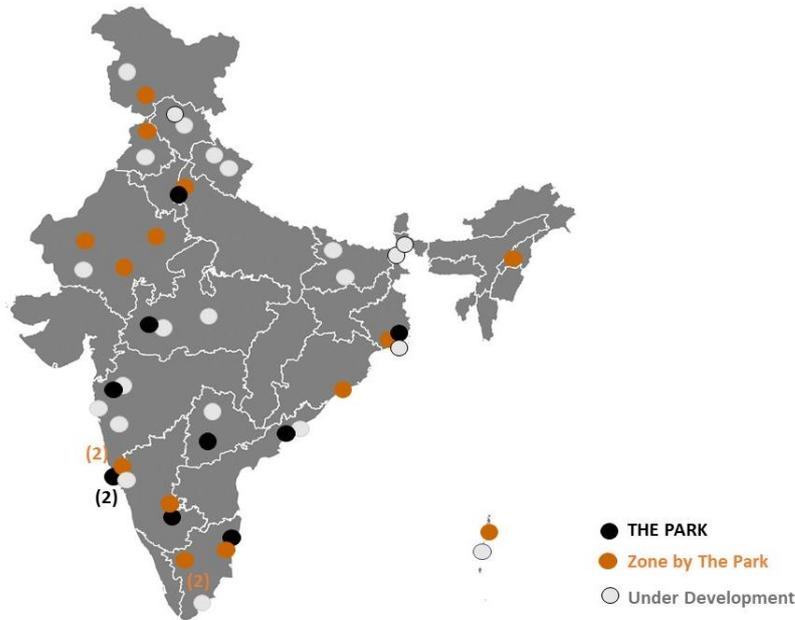 (2)
(2)
(2)
THE PARK
Zone by The Park
Under Development